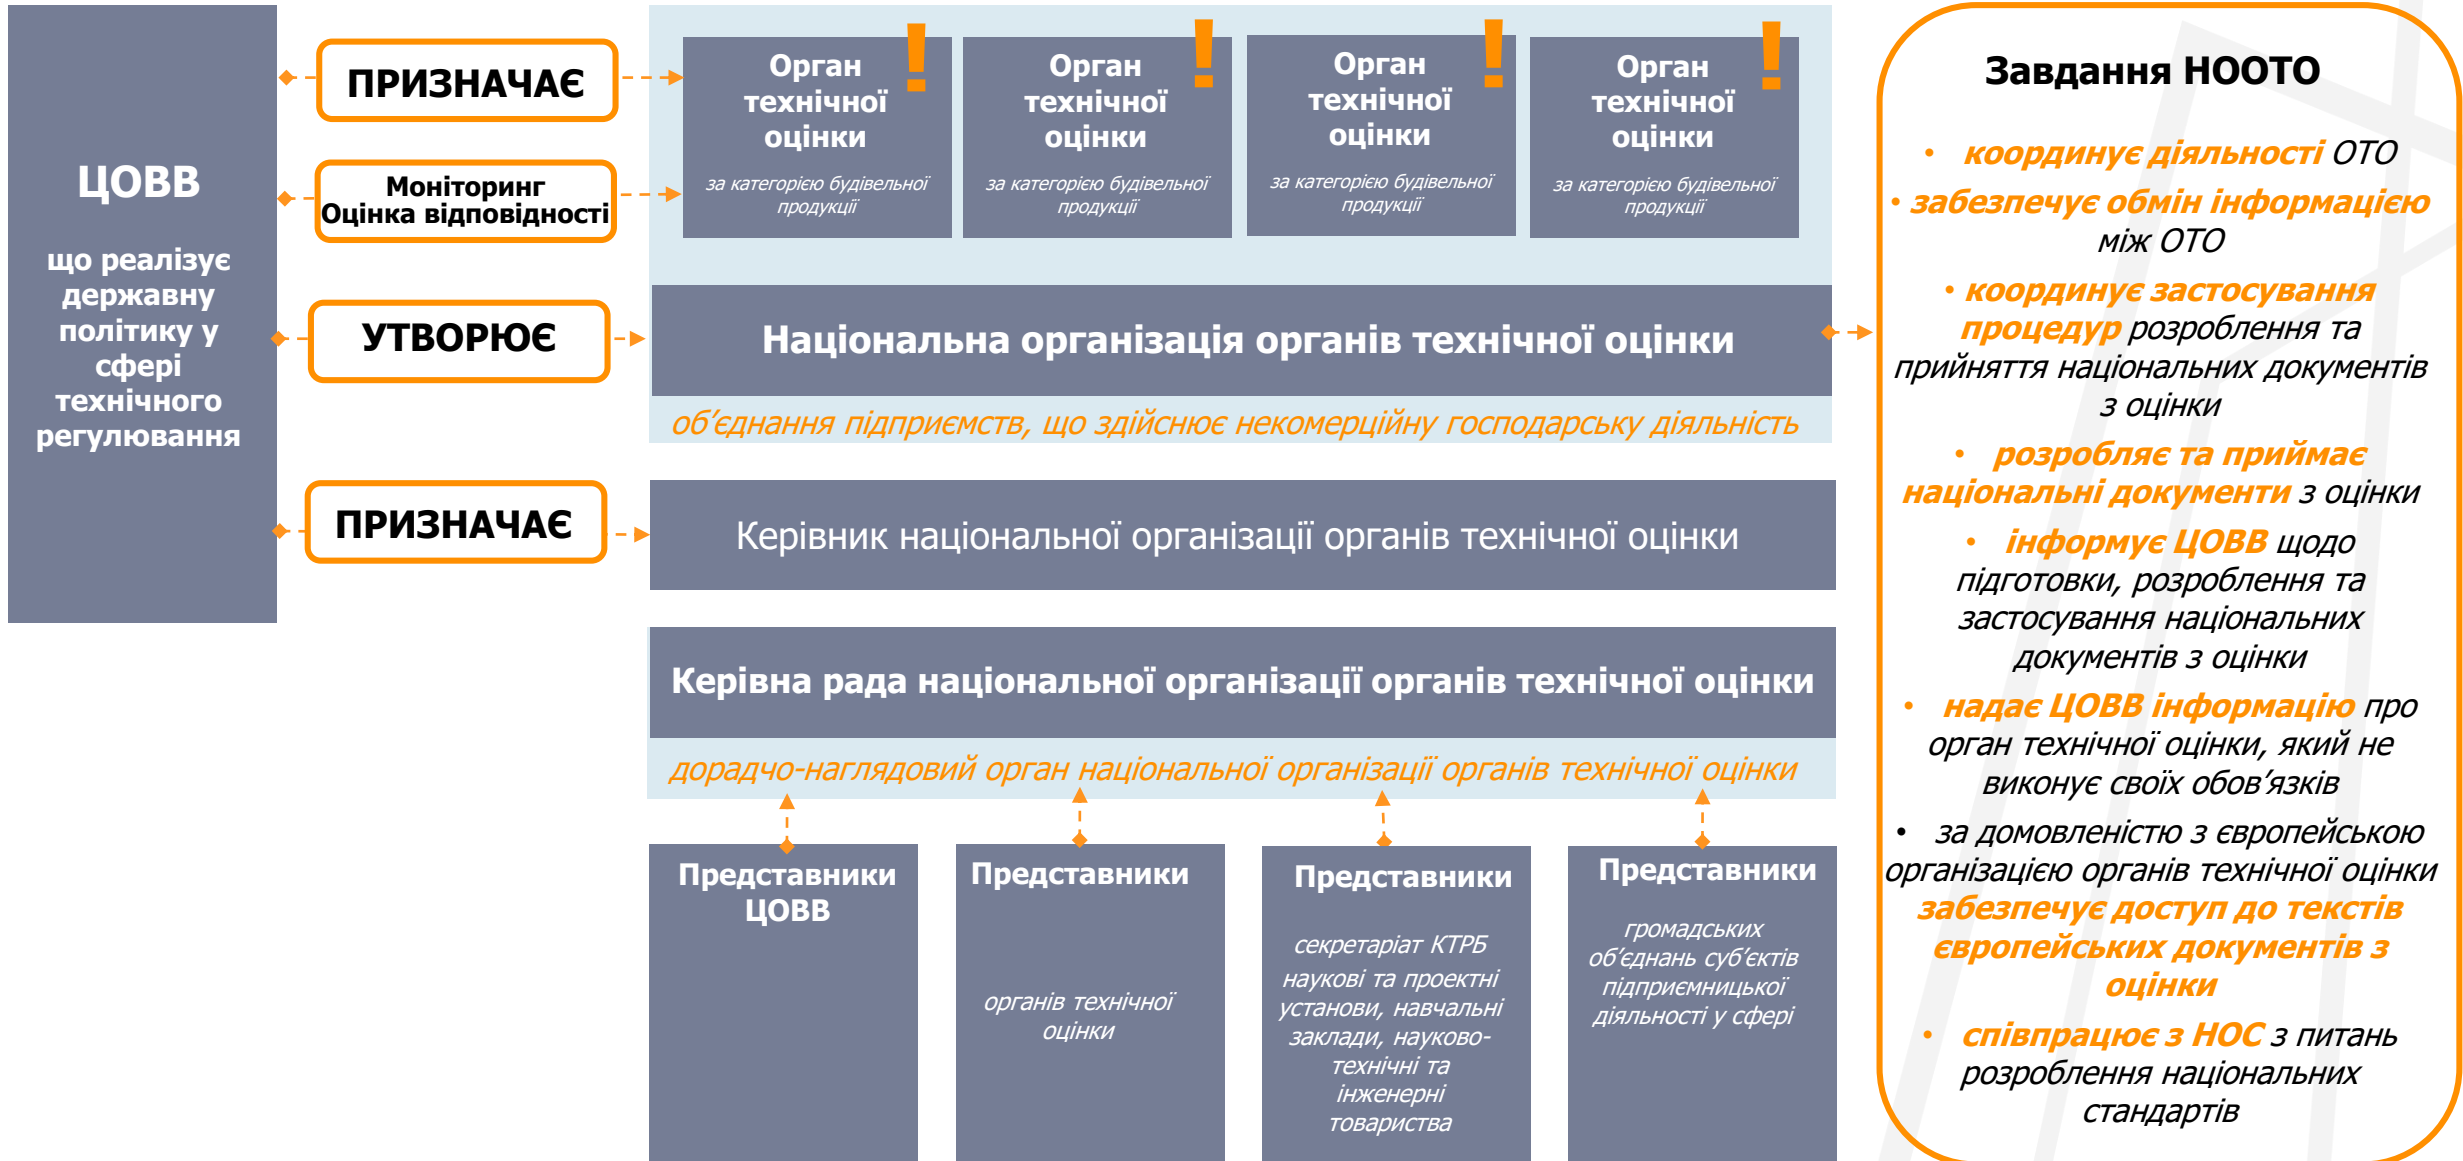 ЦОВВ
що реалізує
державну
політику у
сфері
технічного
регулювання
ПРИЗНАЧАЄ
Моніторинг
Оцінка відповідності
УТВОРЮЄ
ПРИЗНАЧАЄ
Орган
технічної
оцінки
за категорією будівельної
продукції
!
Орган
технічної
оцінки
за категорією будівельної
продукції
!
Орган
технічної
оцінки
за категорією будівельної
продукції
!
Орган
технічної
оцінки
за категорією будівельної
продукції
!
Національна організація органів технічної оцінки
об’єднання підприємств, що здійснює некомерційну господарську діяльність
Керівник національної організації органів технічної оцінки
Керівна рада національної організації органів технічної оцінки
дорадчо-наглядовий орган національної організації органів технічної оцінки
Представники
ЦОВВ
Представники
органів технічної
оцінки
Представники
секретаріат КТРБ
наукові та проектні
установи, навчальні
заклади, науково-
технічні та
інженерні
товариства
Представники
громадських
об’єднань суб’єктів
підприємницької
діяльності у сфері
Завдання НООТО
• координує діяльності ОТО
• забезпечує обмін інформацією
між ОТО
• координує застосування
процедур розроблення та
прийняття національних документів
з оцінки
• розробляє та приймає
національні документи з оцінки
• інформує ЦОВВ щодо
підготовки, розроблення та
застосування національних
документів з оцінки
• надає ЦОВВ інформацію про
орган технічної оцінки, який не
виконує своїх обов’язків
• за домовленістю з європейською
організацією органів технічної оцінки
забезпечує доступ до текстів
європейських документів з
оцінки
• співпрацює з НОС з питань
розроблення національних
стандартів